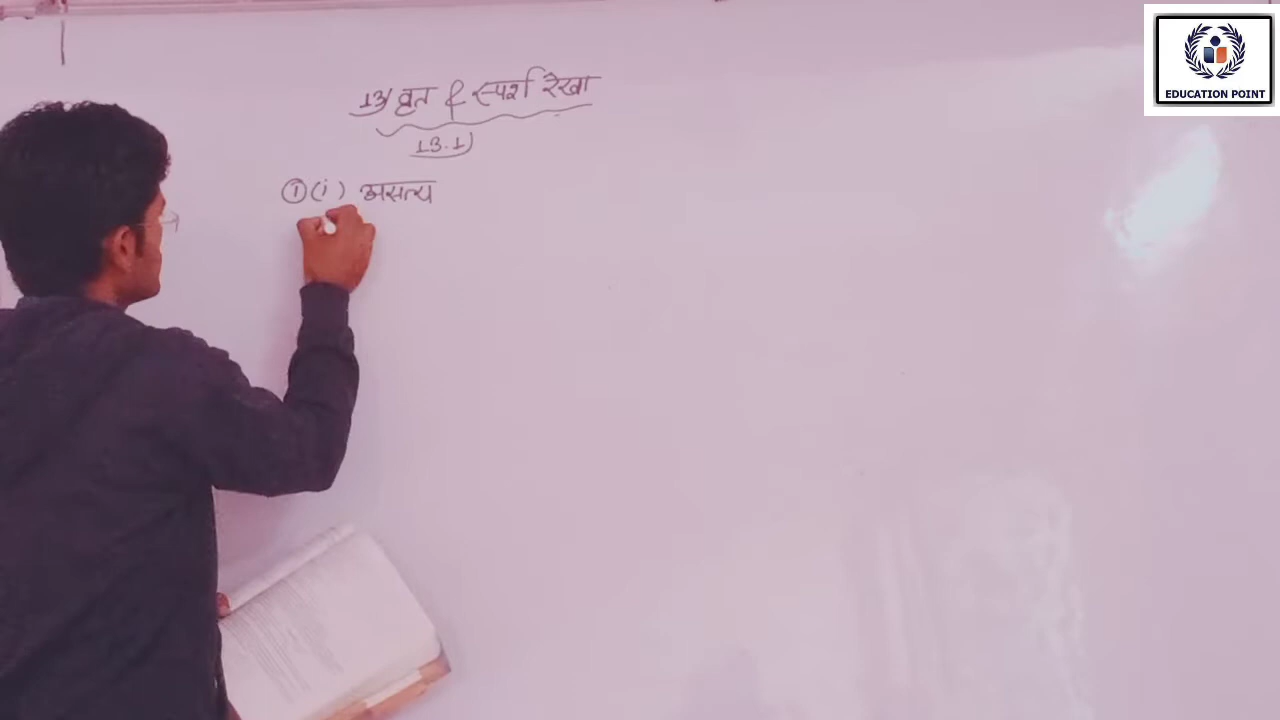 13) वृत & स्पर्श रेखा
13.1)
① (i) असत्य
EDUCATION POINT